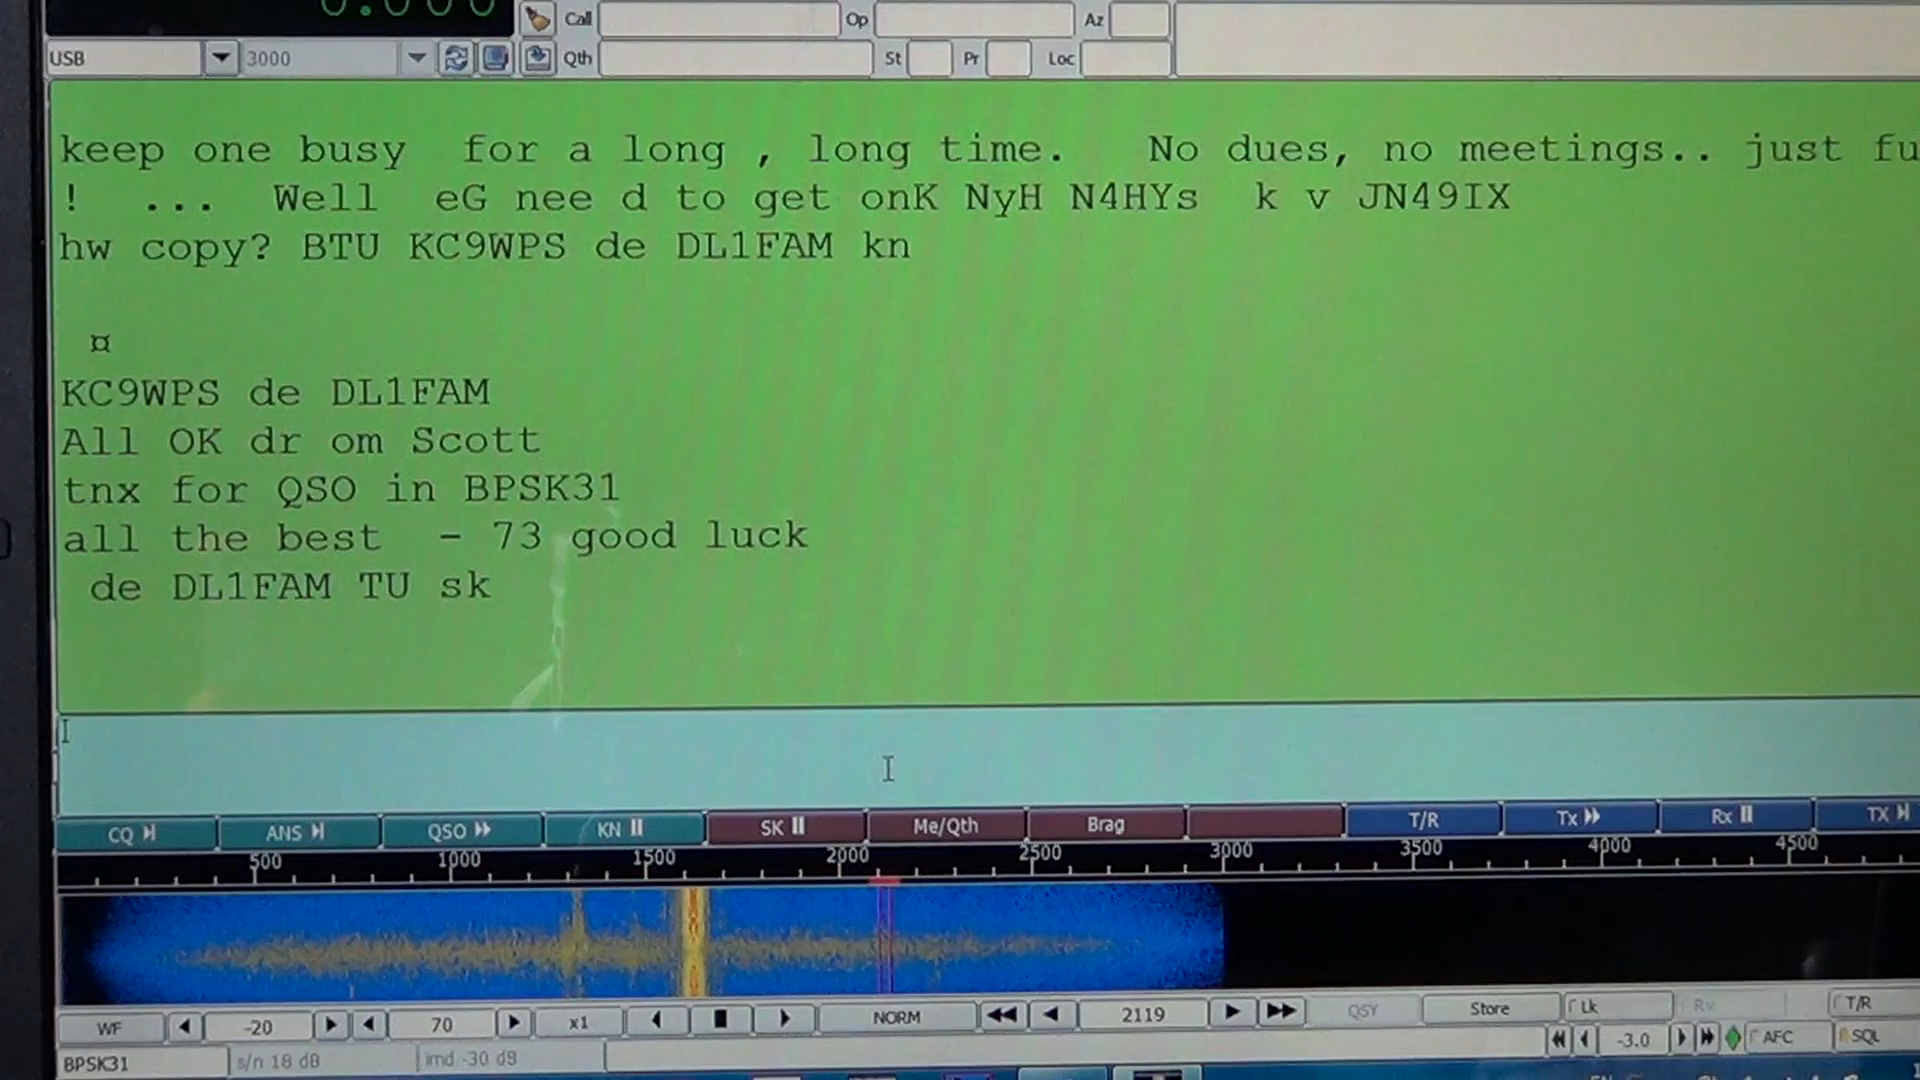 0.000
Call Op Az
USB 3000 Qth St Pr Loc
keep one busy for a long , long time. No dues, no meetings.. just fu
! ... Well eG nee d to get onK NyH N4HYs k v JN49IX
hw copy? BTU KC9WPS de DL1FAM kn
¤
KC9WPS de DL1FAM
All OK dr om Scott
tnx for QSO in BPSK31
all the best - 73 good luck
de DL1FAM TU sk
CQ ANS QSO KN SK Me/Qth Brag T/R Tx Rx TX
500 1000 1500 2000 2500 3000 3500 4000 4500
WF -20 70 x1 NORM 2119 QSY Store Lk Rv T/R
-3.0 AFC SQL
BPSK31 s/n 18 dB imd -30 dB